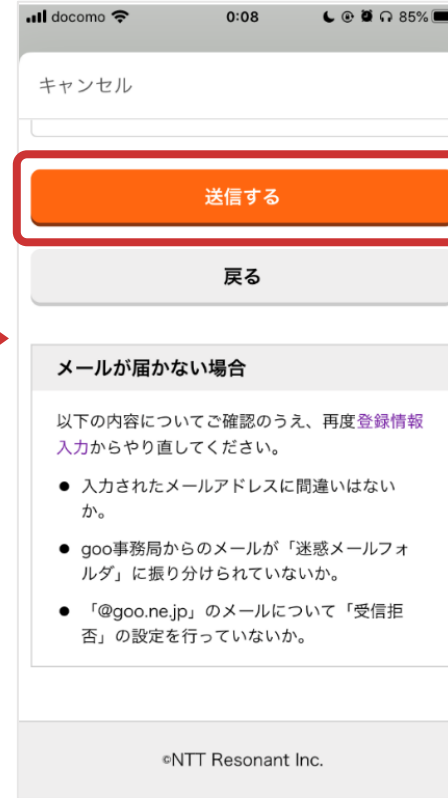 docomo 0:08 85%
キャンセル
送信する
戻る
メールが届かない場合
以下の内容についてご確認のうえ、再度登録情報
入力からやり直してください。
● 入力されたメールアドレスに間違いはない
か。
● goo事務局からのメールが「迷惑メールフォ
ルダ」に振り分けられていないか。
● 「@goo.ne.jp」のメールについて「受信拒
否」の設定を行っていないか。
©NTT Resonant Inc.